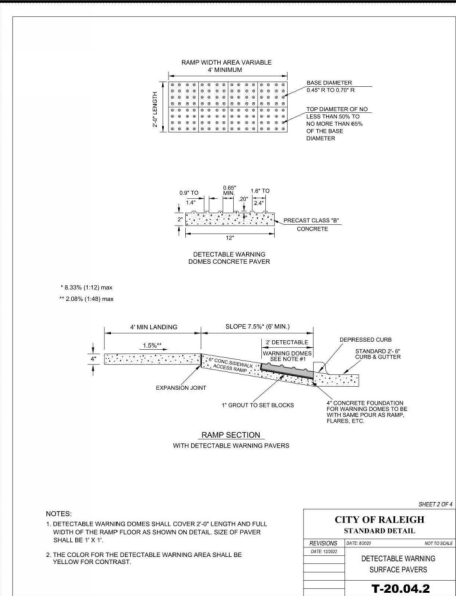 RAMP WIDTH AREA VARIABLE
4' MINIMUM
2'-0" LENGTH
BASE DIAMETER
0.45" R TO 0.70" R
TOP DIAMETER OF NO
LESS THAN 50% TO
NO MORE THAN 65%
OF THE BASE
DIAMETER
0.9" TO
1.4"
0.65"
MIN.
.20"
1.6" TO
2.4"
2"
12"
PRECAST CLASS "B"
CONCRETE
DETECTABLE WARNING
DOMES CONCRETE PAVER
* 8.33% (1:12) max
** 2.08% (1:48) max
4' MIN LANDING
SLOPE 7.5%* (6' MIN.)
1.5%**
2' DETECTABLE
WARNING DOMES
SEE NOTE #1
DEPRESSED CURB
STANDARD 2'- 6"
CURB & GUTTER
4"
6" CONC SIDEWALK
ACCESS RAMP
EXPANSION JOINT
1" GROUT TO SET BLOCKS
4" CONCRETE FOUNDATION
FOR WARNING DOMES TO BE
WITH SAME POUR AS RAMP,
FLARES, ETC.
RAMP SECTION
WITH DETECTABLE WARNING PAVERS
NOTES:
1. DETECTABLE WARNING DOMES SHALL COVER 2'-0" LENGTH AND FULL
WIDTH OF THE RAMP FLOOR AS SHOWN ON DETAIL. SIZE OF PAVER
SHALL BE 1' X 1'.
2. THE COLOR FOR THE DETECTABLE WARNING AREA SHALL BE
YELLOW FOR CONTRAST.
SHEET 2 OF 4
CITY OF RALEIGH
STANDARD DETAIL
REVISIONS
DATE: 8/2020
NOT TO SCALE
DATE: 12/2022
DETECTABLE WARNING
SURFACE PAVERS
T-20.04.2